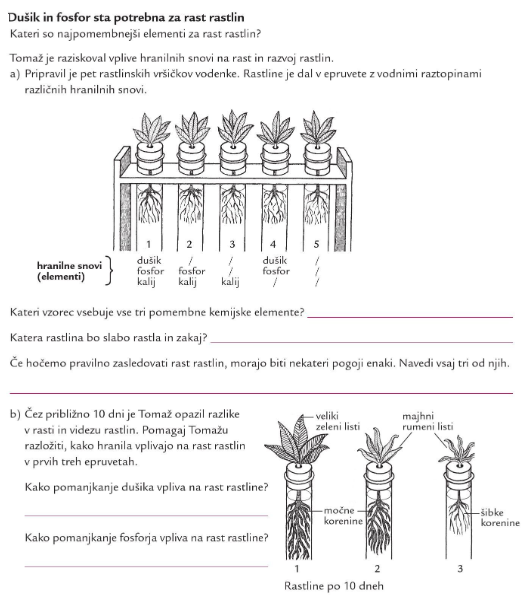 Dušik in fosfor sta potrebna za rast rastlin
Kateri so najpomembnejši elementi za rast rastlin?
Tomaž je raziskoval vplive hranilnih snovi na rast in razvoj rastlin.
a) Pripravil je pet rastlinskih vršičkov vodenke. Rastline je dal v epruvete z vodnimi raztopinami
različnih hranilnih snovi.
1 2 3 4 5
hranilne snovi
(elementi)
dušik / / dušik /
fosfor fosfor / fosfor /
kalij kalij kalij / /
Kateri vzorec vsebuje vse tri pomembne kemijske elemente?
Katera rastlina bo slabo rastla in zakaj?
Če hočemo pravilno zasledovati rast rastlin, morajo biti nekateri pogoji enaki. Navedi vsaj tri od njih.
b) Čez približno 10 dni je Tomaž opazil razlike
v rasti in videzu rastlin. Pomagaj Tomažu
razložiti, kako hranila vplivajo na rast rastlin
v prvih treh epruvetah.
Kako pomanjkanje dušika vpliva na rast rastline?
Kako pomanjkanje fosforja vpliva na rast rastline?
veliki
zeleni listi
majhni
rumeni listi
močne
korenine
šibke
korenine
1 2 3
Rastline po 10 dneh